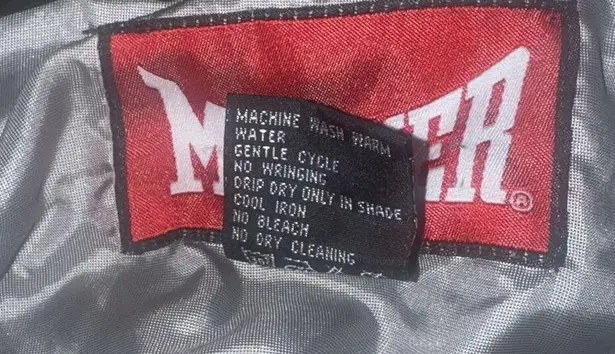 MACHINE WASH WARM
WATER
GENTLE CYCLE
NO WRINGING
DRIP DRY ONLY IN SHADE
COOL IRON
NO BLEACH
NO DRY CLEANING
M ER®